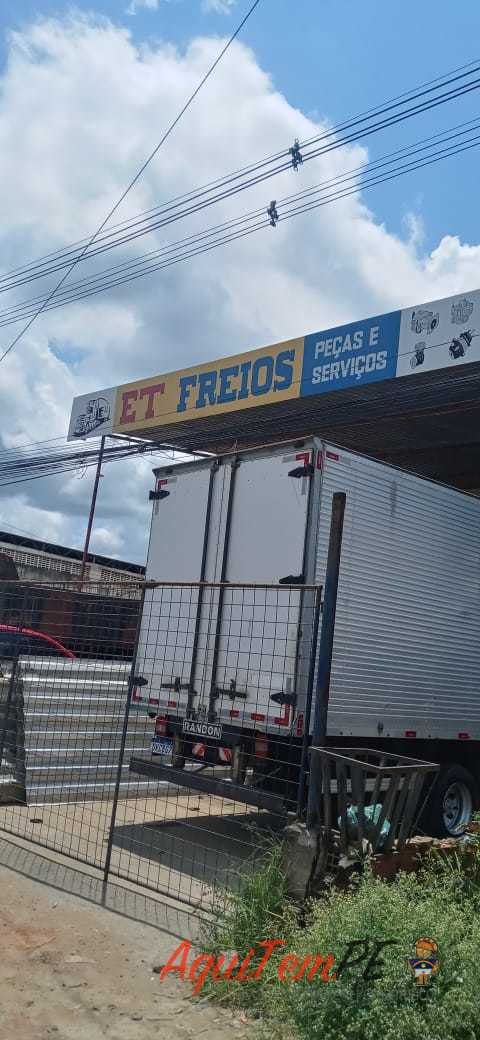 ET FREIOS
PEÇAS E
SERVIÇOS
RANDON
AquiTemPE